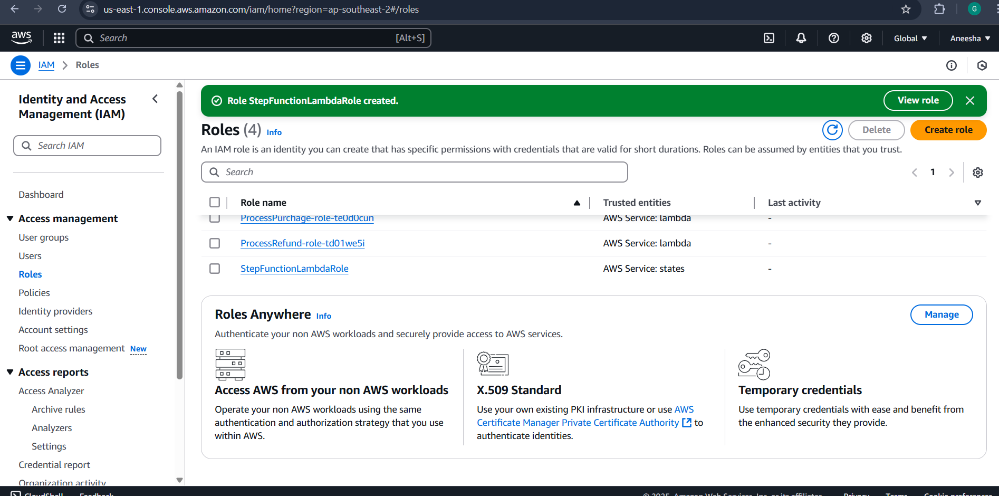 us-east-1.console.aws.amazon.com/iam/home?region=ap-southeast-2#/roles
G
aws
Search
[Alt+S]
Global
Aneesha
IAM
Roles
Identity and Access
Management (IAM)
Search IAM
Dashboard
Access management
User groups
Users
Roles
Policies
Identity providers
Account settings
Root access management New
Access reports
Access Analyzer
Archive rules
Analyzers
Settings
Credential report
Organization activity
Role StepFunctionLambdaRole created.
View role
Roles (4) Info
Delete
Create role
An IAM role is an identity you can create that has specific permissions with credentials that are valid for short durations. Roles can be assumed by entities that you trust.
Search
1
Role name
Trusted entities
Last activity
ProcessPurchage-role-te0d0cun
AWS Service: lambda
-
ProcessRefund-role-td01we5i
AWS Service: lambda
-
StepFunctionLambdaRole
AWS Service: states
-
Roles Anywhere Info
Manage
Authenticate your non AWS workloads and securely provide access to AWS services.
Access AWS from your non AWS workloads
Operate your non AWS workloads using the same
authentication and authorization strategy that you use
within AWS.
X.509 Standard
Use your own existing PKI infrastructure or use AWS
Certificate Manager Private Certificate Authority to
authenticate identities.
Temporary credentials
Use temporary credentials with ease and benefit from
the enhanced security they provide.
CloudShell
Feedback
© 2025, Amazon Web Services, Inc. or its affiliates.
Privacy
Terms
Cookie preferences